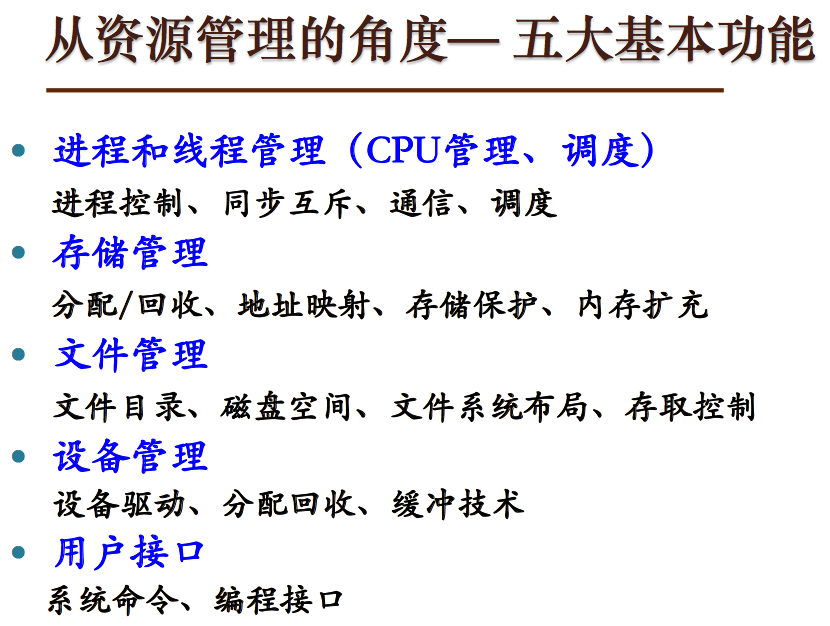 从资源管理的角度— 五大基本功能
• 进程和线程管理（CPU管理、调度）
进程控制、同步互斥、通信、调度
• 存储管理
分配/回收、地址映射、存储保护、内存扩充
• 文件管理
文件目录、磁盘空间、文件系统布局、存取控制
• 设备管理
设备驱动、分配回收、缓冲技术
• 用户接口
系统命令、编程接口